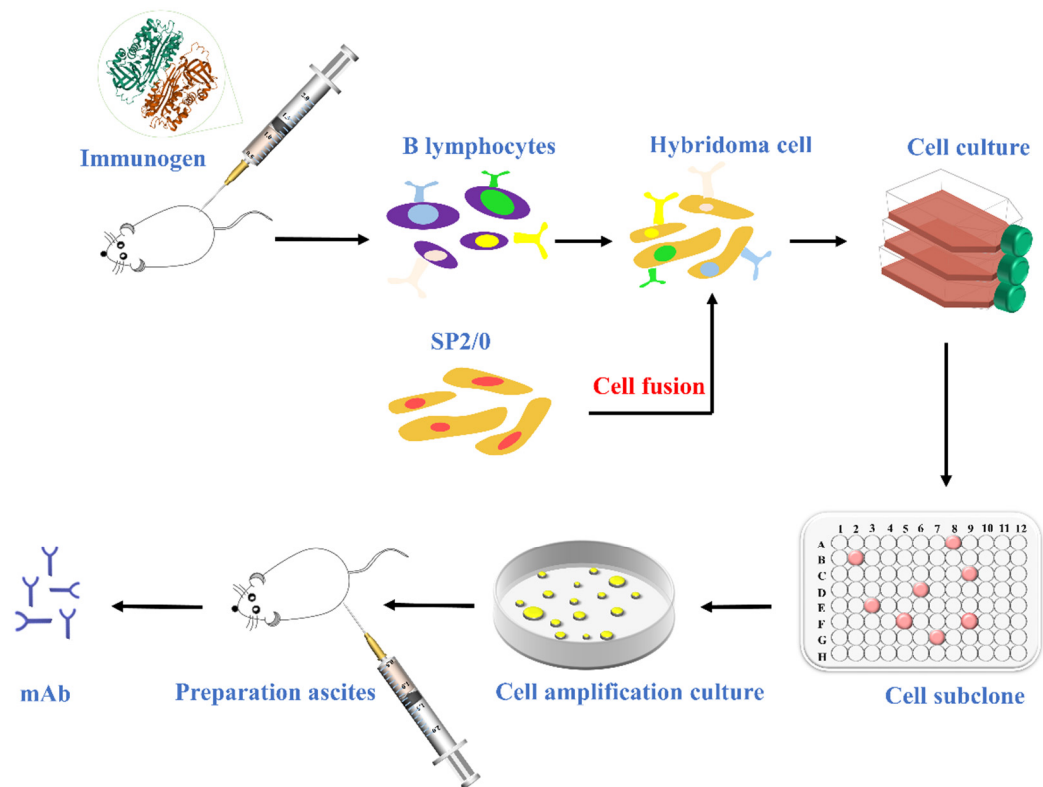 Immunogen
B lymphocytes
Hybridoma cell
Cell culture
SP2/0
Cell fusion
1 2 3 4 5 6 7 8 9 10 11 12
A
B
C
D
E
F
G
H
mAb
Preparation ascites
Cell amplification culture
Cell subclone